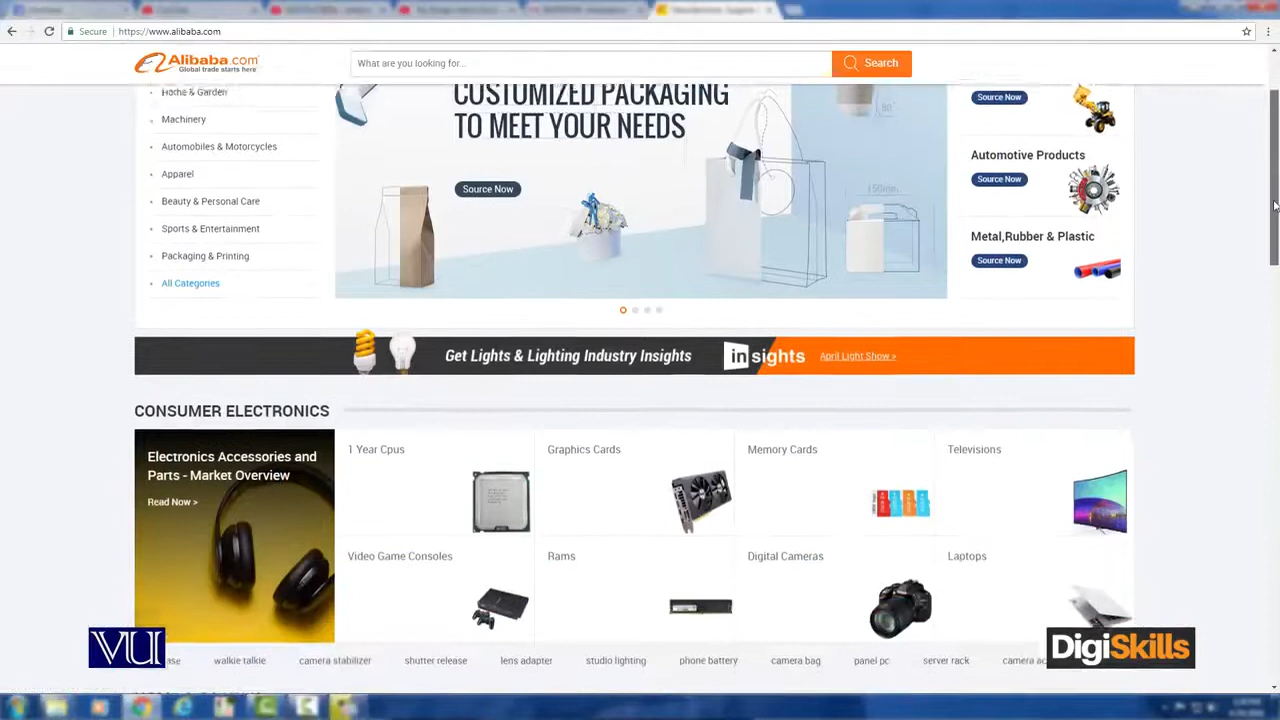 Secure
https://www.alibaba.com
Alibaba.com
Global trade starts here
What are you looking for...
Search
Home & Garden
Machinery
Automobiles & Motorcycles
Apparel
Beauty & Personal Care
Sports & Entertainment
Packaging & Printing
All Categories
CUSTOMIZED PACKAGING
TO MEET YOUR NEEDS
Source Now
80
150mm
Source Now
Automotive Products
Source Now
Metal,Rubber & Plastic
Source Now
Get Lights & Lighting Industry Insights
insights
April Light Show >
CONSUMER ELECTRONICS
Electronics Accessories and
Parts - Market Overview
Read Now >
1 Year Cpus
Graphics Cards
Memory Cards
Televisions
Video Game Consoles
Rams
Digital Cameras
Laptops
walkie talkie
camera stabilizer
shutter release
lens adapter
studio lighting
phone battery
camera bag
panel pc
server rack
VU
DigiSkills